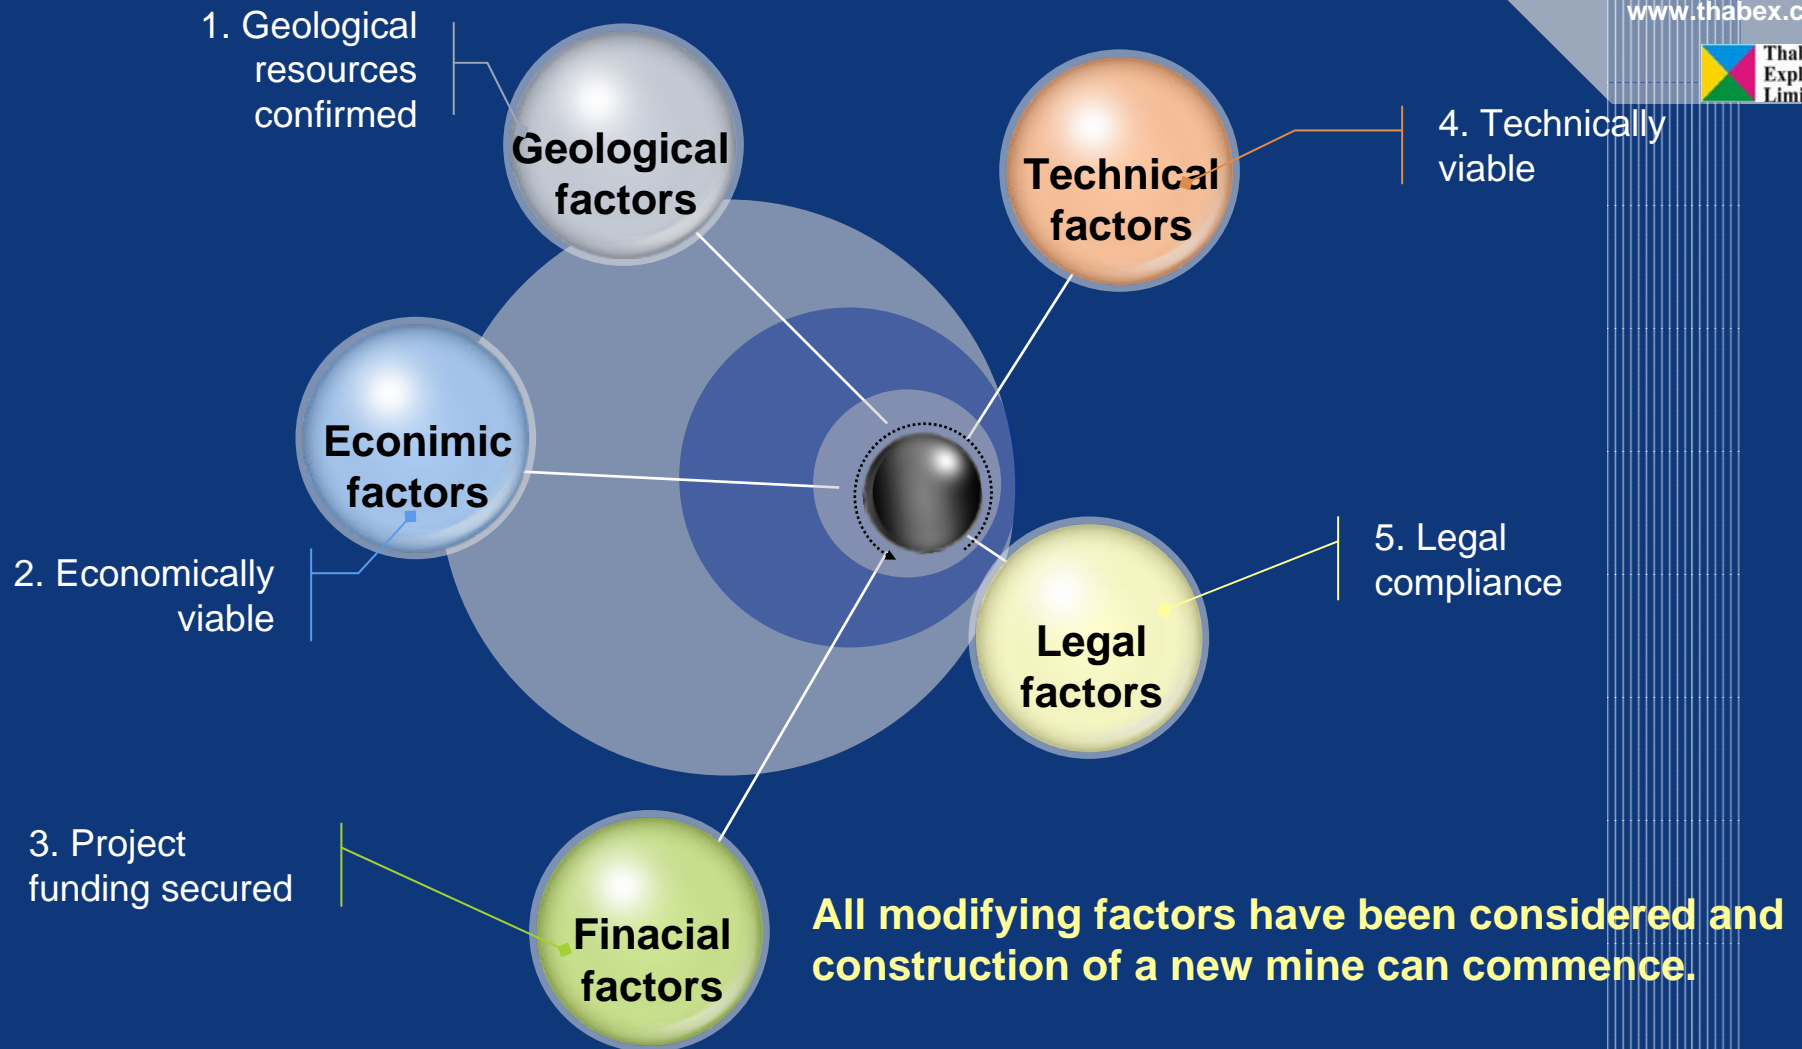 www.thabex.c
Thal
Expl
Limi
1. Geological
resources
confirmed
Geological
factors
Technical
factors
4. Technically
viable
Econimic
factors
2. Economically
viable
5. Legal
compliance
Legal
factors
3. Project
funding secured
Finacial
factors
All modifying factors have been considered and
construction of a new mine can commence.